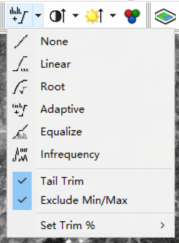 None
Linear
Root
Adaptive
Equalize
Infrequency
Tail Trim
Exclude Min/Max
Set Trim %